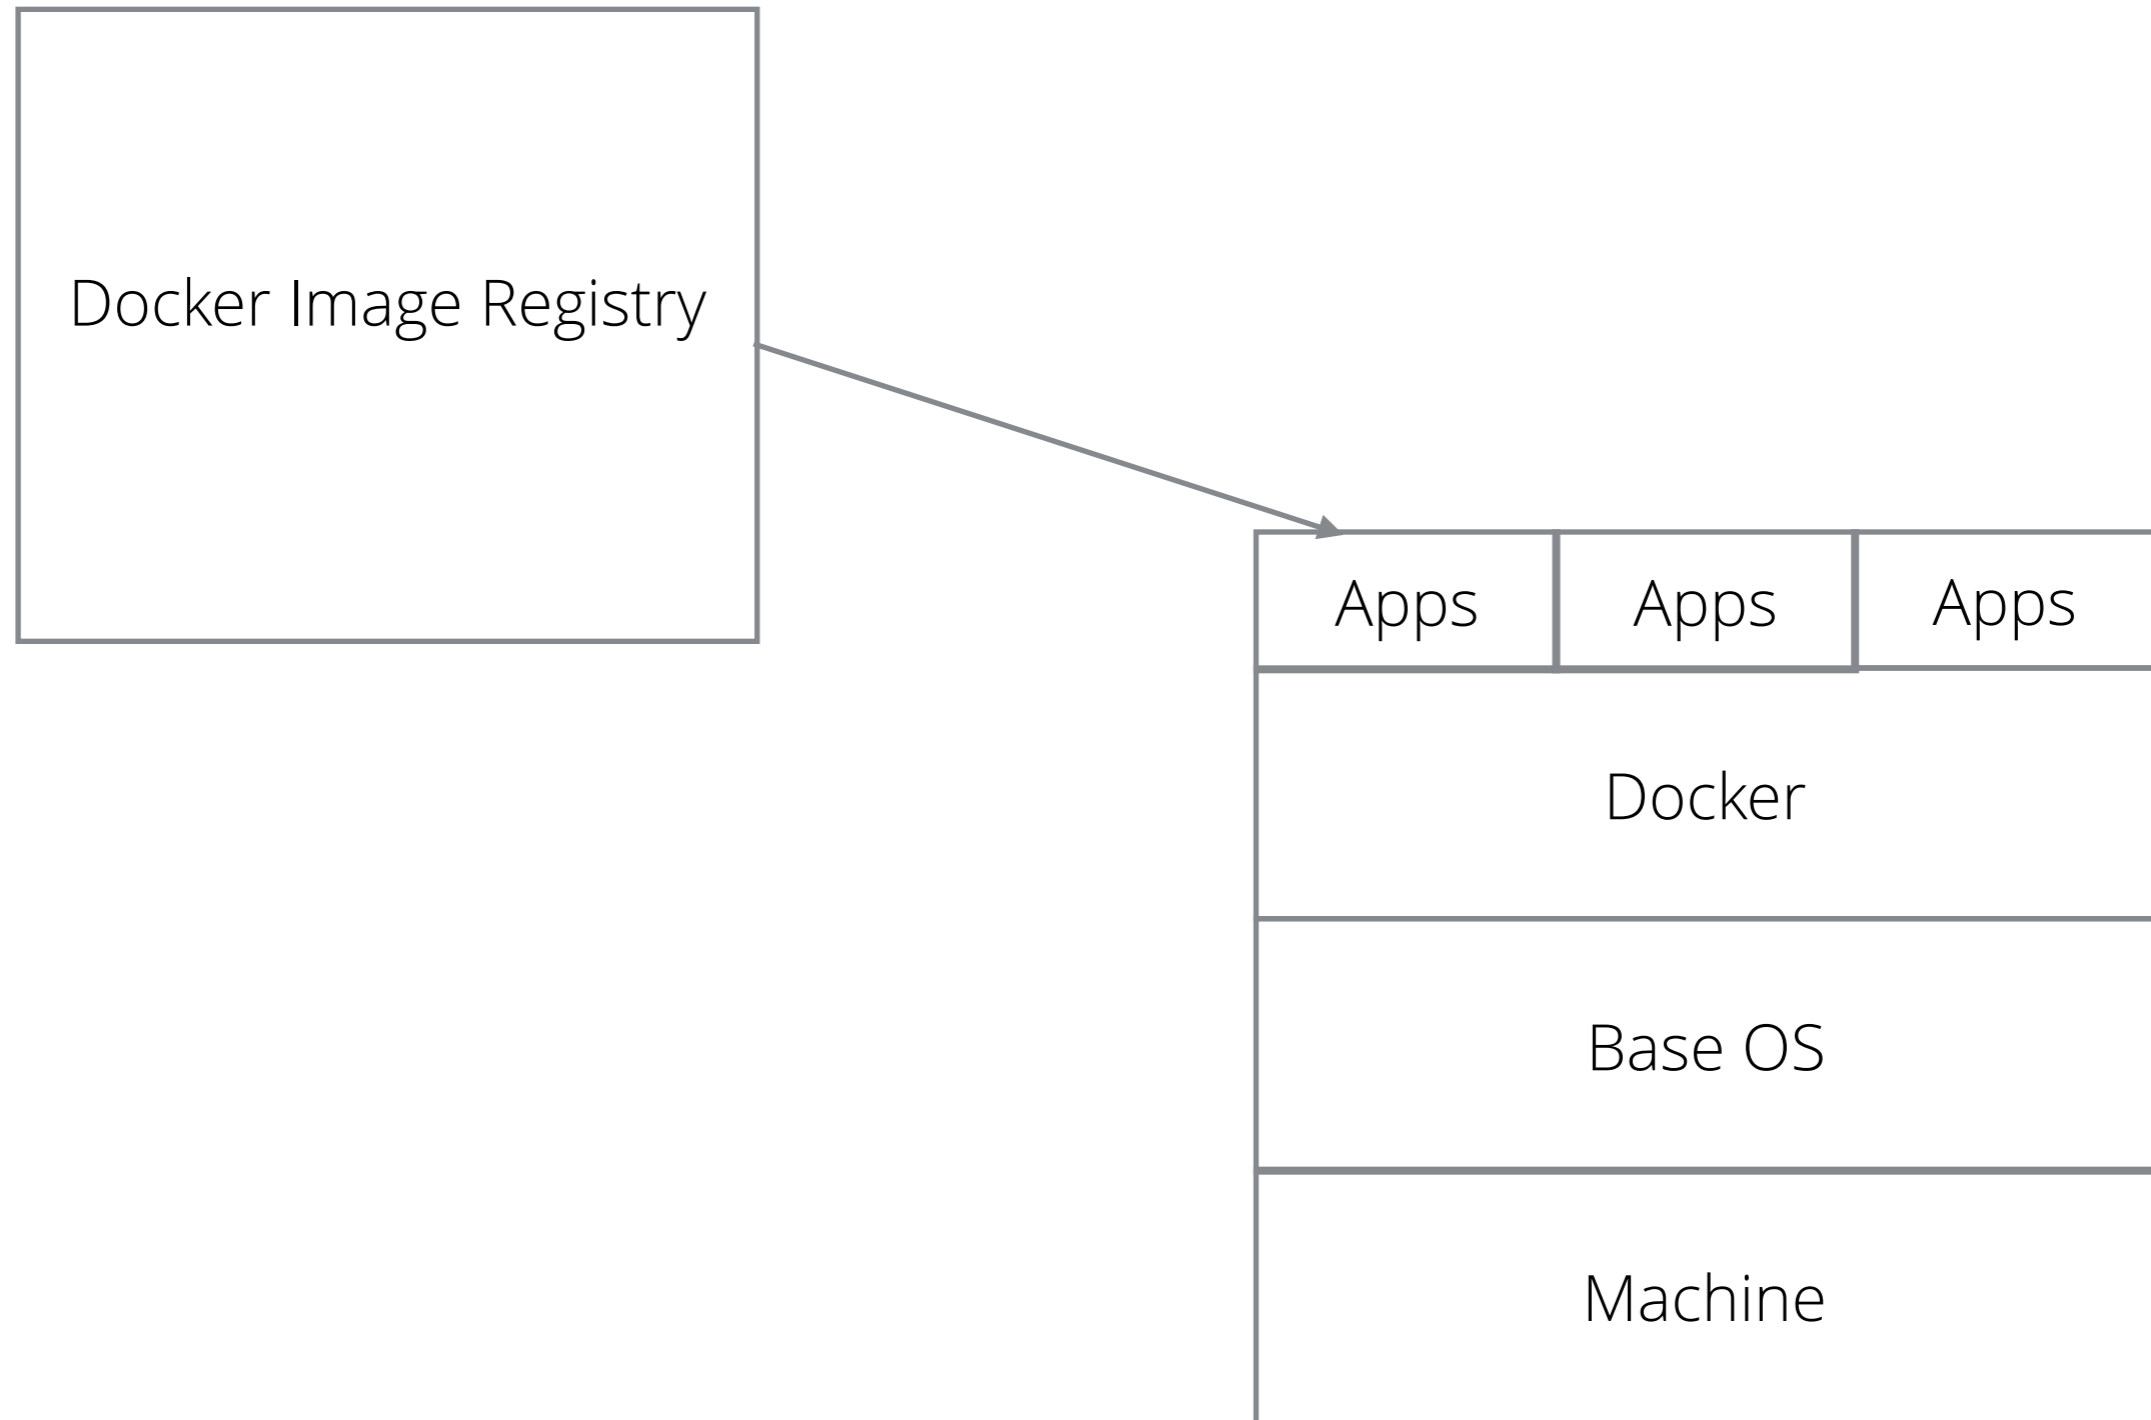 Docker Image Registry
Apps
Apps
Apps
Docker
Base OS
Machine